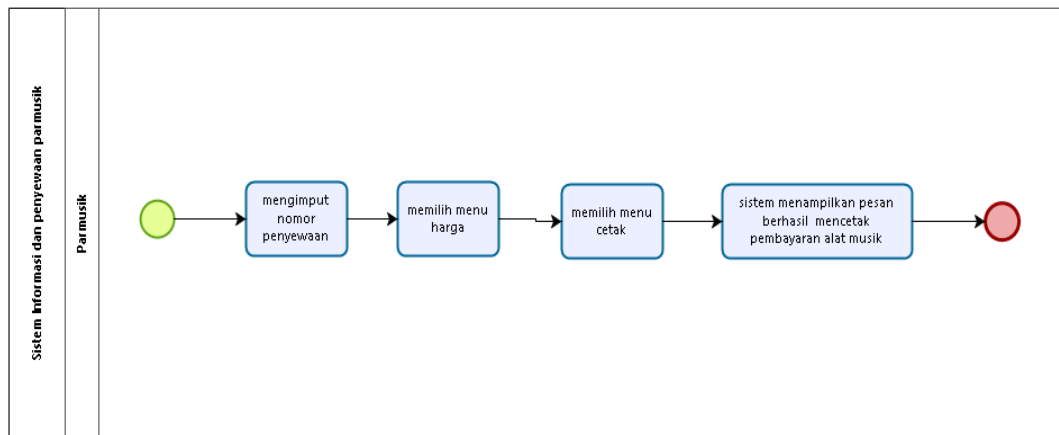 Sistem Informasi dan penyewaan parmusik
Parmusik
mengimput
nomor
penyewaan
memilih menu
harga
memilih menu
cetak
sistem menampilkan pesan
berhasil mencetak
pembayaran alat musik